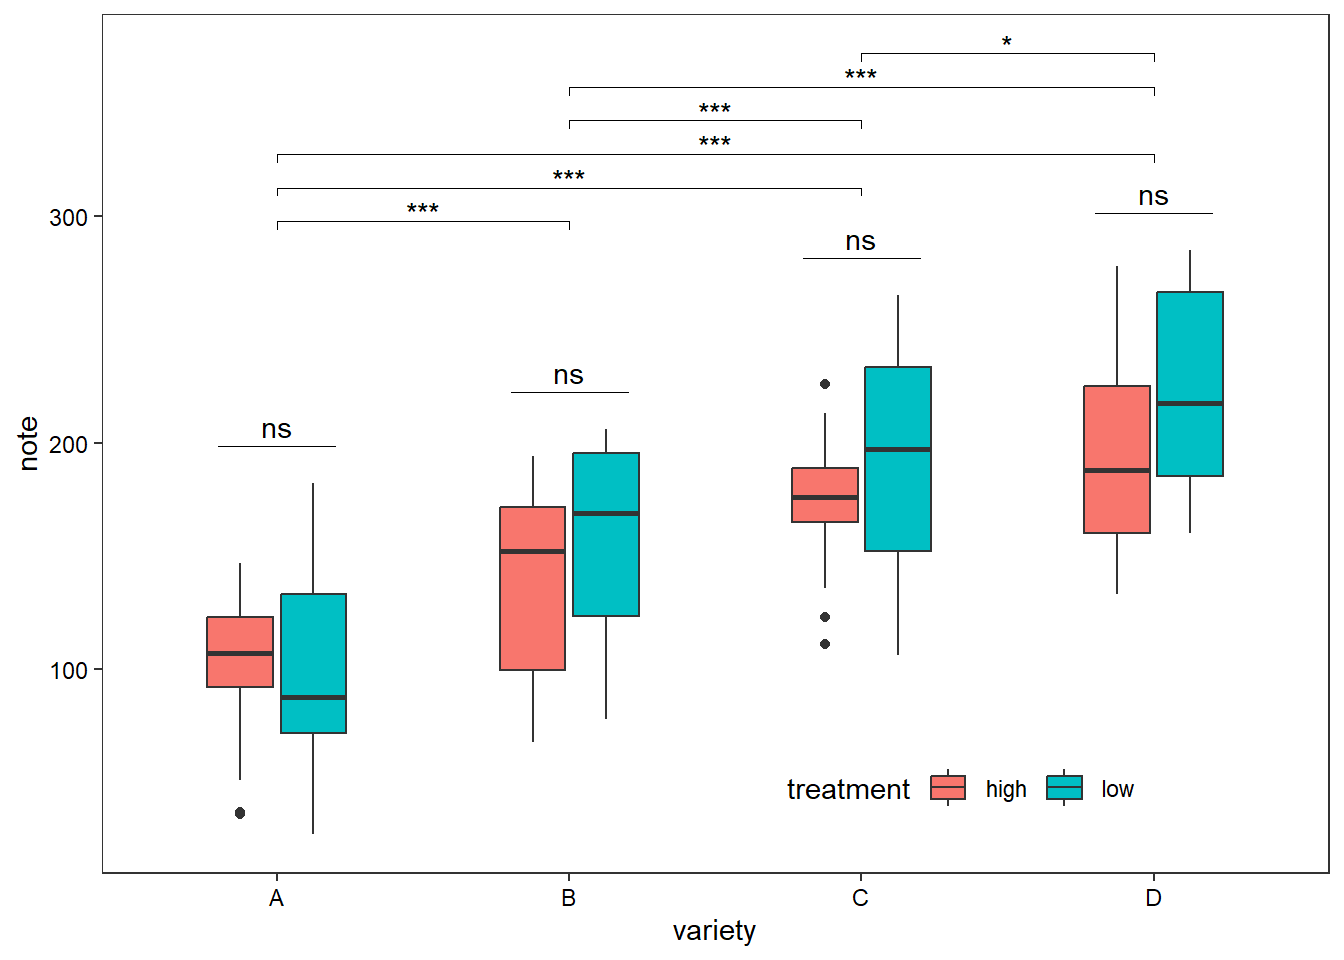 *
***
***
***
***
***
ns
ns
ns
ns
300
200
100
note
treatment high low
A B C D
variety